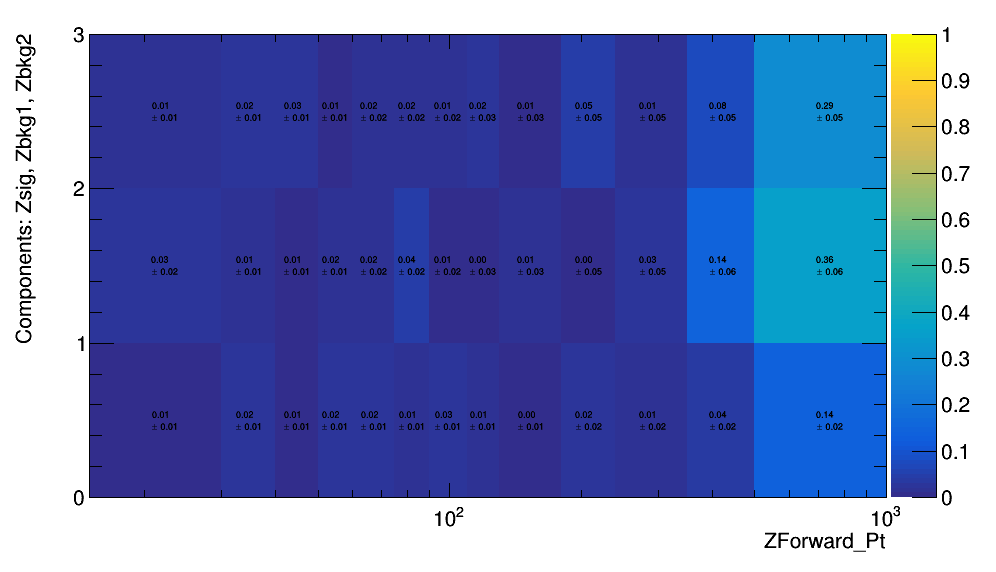 Components: Zsig, Zbkg1, Zbkg2
3
2
1
0
0.01 0.02 0.03 0.01 0.02 0.02 0.01 0.02 0.01 0.05 0.01 0.08 0.29
± 0.01 ± 0.01 ± 0.01 ± 0.01 ± 0.02 ± 0.02 ± 0.02 ± 0.03 ± 0.03 ± 0.05 ± 0.05 ± 0.05 ± 0.05
0.03 0.01 0.01 0.02 0.02 0.04 0.01 0.00 0.01 0.00 0.03 0.14 0.36
± 0.02 ± 0.01 ± 0.01 ± 0.01 ± 0.02 ± 0.02 ± 0.02 ± 0.03 ± 0.03 ± 0.05 ± 0.05 ± 0.06 ± 0.06
0.01 0.02 0.01 0.02 0.02 0.01 0.03 0.01 0.00 0.02 0.01 0.04 0.14
± 0.01 ± 0.01 ± 0.01 ± 0.01 ± 0.01 ± 0.01 ± 0.01 ± 0.01 ± 0.01 ± 0.02 ± 0.02 ± 0.02 ± 0.02
10² 10³
ZForward_Pt
1
0.9
0.8
0.7
0.6
0.5
0.4
0.3
0.2
0.1
0